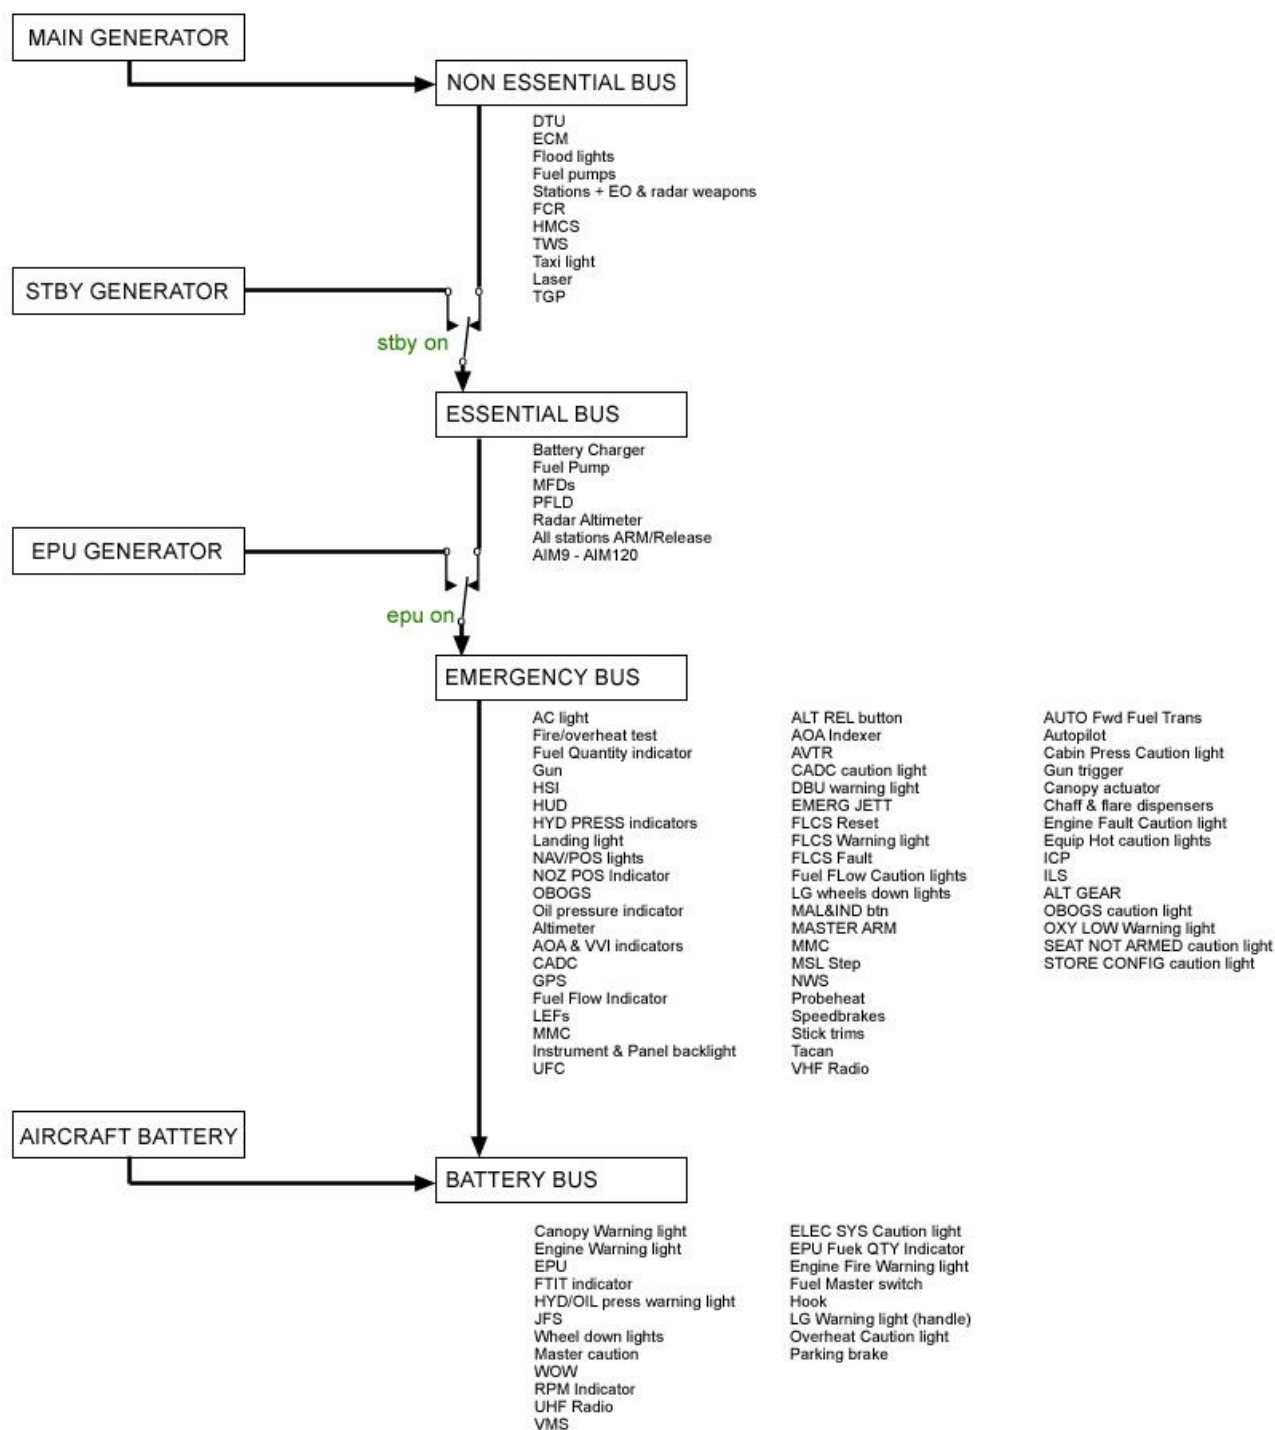 MAIN GENERATOR
NON ESSENTIAL BUS
DTU
ECM
Flood lights
Fuel pumps
Stations + EO & radar weapons
FCR
HMCS
TWS
Taxi light
Laser
TGP
STBY GENERATOR
stby on
ESSENTIAL BUS
Battery Charger
Fuel Pump
MFDs
PFLD
Radar Altimeter
All stations ARM/Release
AIM9 - AIM120
EPU GENERATOR
epu on
EMERGENCY BUS
AC light
Fire/overheat test
Fuel Quantity indicator
Gun
HSI
HUD
HYD PRESS indicators
Landing light
NAV/POS lights
NOZ POS Indicator
OBOGS
Oil pressure indicator
Altimeter
AOA & VVI indicators
CADC
GPS
Fuel Flow Indicator
LEFs
MMC
Instrument & Panel backlight
UFC
ALT REL button
AOA Indexer
AVTR
CADC caution light
DBU warning light
EMERG JETT
FLCS Reset
FLCS Warning light
FLCS Fault
Fuel FLow Caution lights
LG wheels down lights
MAL&IND btn
MASTER ARM
MMC
MSL Step
NWS
Probeheat
Speedbrakes
Stick trims
Tacan
VHF Radio
AUTO Fwd Fuel Trans
Autopilot
Cabin Press Caution light
Gun trigger
Canopy actuator
Chaff & flare dispensers
Engine Fault Caution light
Equip Hot caution lights
ICP
ILS
ALT GEAR
OBOGS caution light
OXY LOW Warning light
SEAT NOT ARMED caution light
STORE CONFIG caution light
AIRCRAFT BATTERY
BATTERY BUS
Canopy Warning light
Engine Warning light
EPU
FTIT indicator
HYD/OIL press warning light
JFS
Wheel down lights
Master caution
WOW
RPM Indicator
UHF Radio
VMS
ELEC SYS Caution light
EPU Fuek QTY Indicator
Engine Fire Warning light
Fuel Master switch
Hook
LG Warning light (handle)
Overheat Caution light
Parking brake